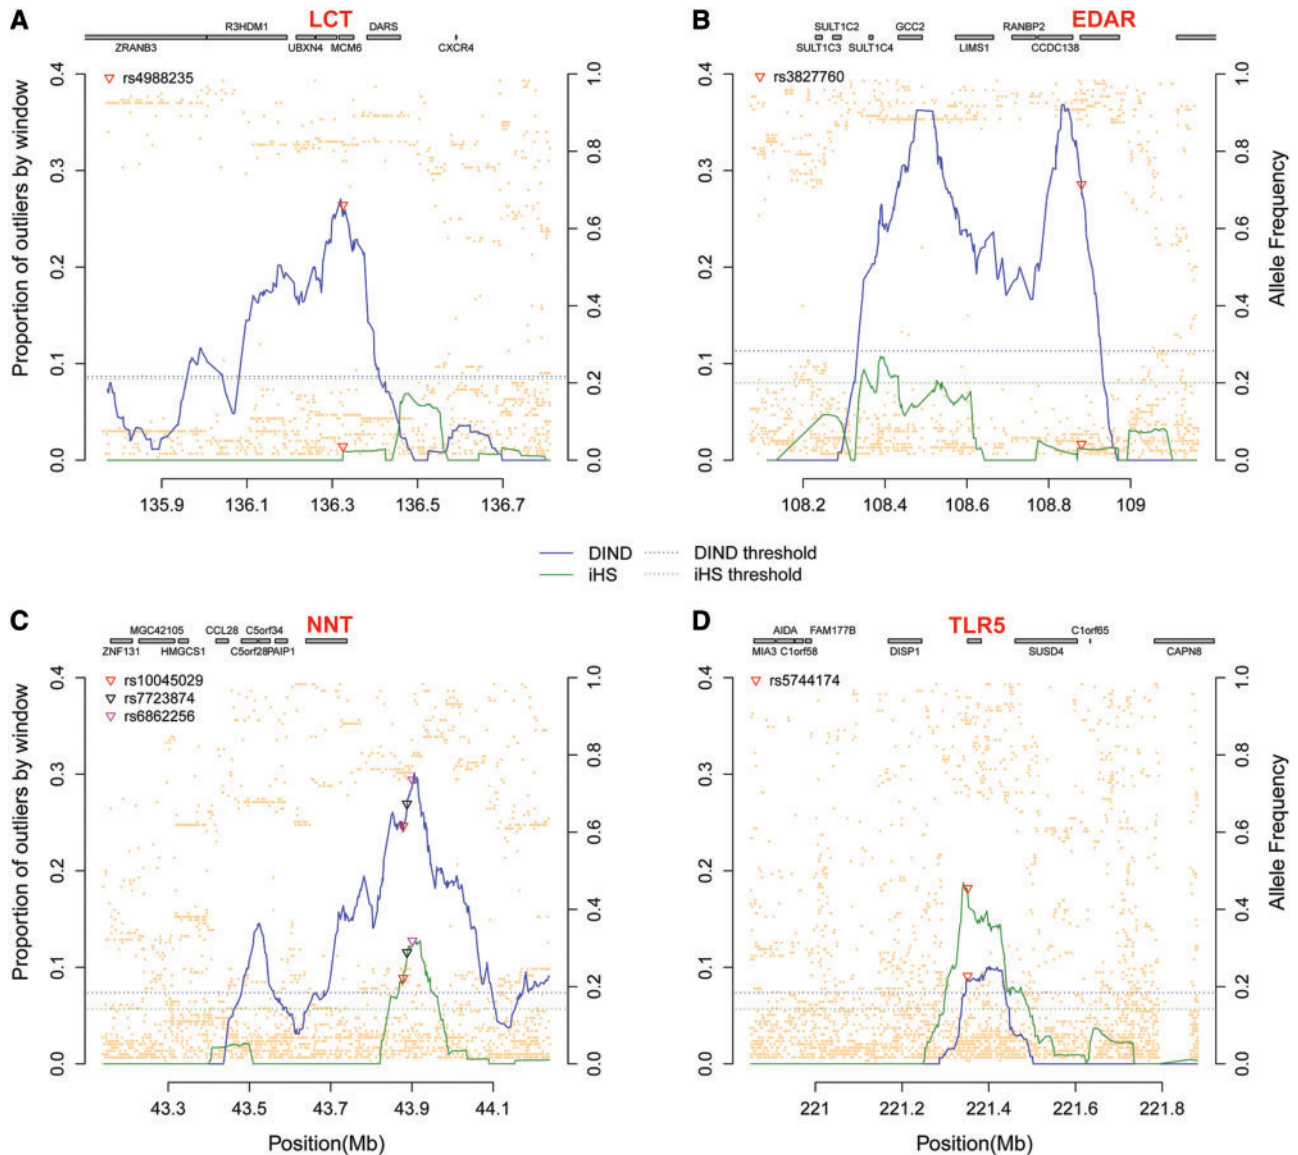 A
LCT
R3HDM1
DARS
ZRANB3
UBXN4
MCM6
CXCR4
rs4988235
Proportion of outliers by window
0.4
0.3
0.2
0.1
0.0
1.0
0.8
0.6
0.4
0.2
0.0
135.9
136.1
136.3
136.5
136.7
B
EDAR
SULT1C2
GCC2
RANBP2
SULT1C3
SULT1C4
LIMS1
CCDC138
rs3827760
0.4
0.3
0.2
0.1
0.0
1.0
0.8
0.6
0.4
0.2
0.0
Allele Frequency
108.2
108.4
108.6
108.8
109
DIND
DIND threshold
iHS
iHS threshold
C
NNT
MGC42105
CCL28
C5orf34
ZNF131
HMGCS1
C5orf28
PAIP1
rs10045029
rs7723874
rs6862256
Proportion of outliers by window
0.4
0.3
0.2
0.1
0.0
1.0
0.8
0.6
0.4
0.2
0.0
43.3
43.5
43.7
43.9
44.1
Position(Mb)
D
TLR5
AIDA
FAM177B
DISP1
C1orf65
MIA3
C1orf58
SUSD4
CAPN8
rs5744174
0.4
0.3
0.2
0.1
0.0
1.0
0.8
0.6
0.4
0.2
0.0
Allele Frequency
221
221.2
221.4
221.6
221.8
Position(Mb)